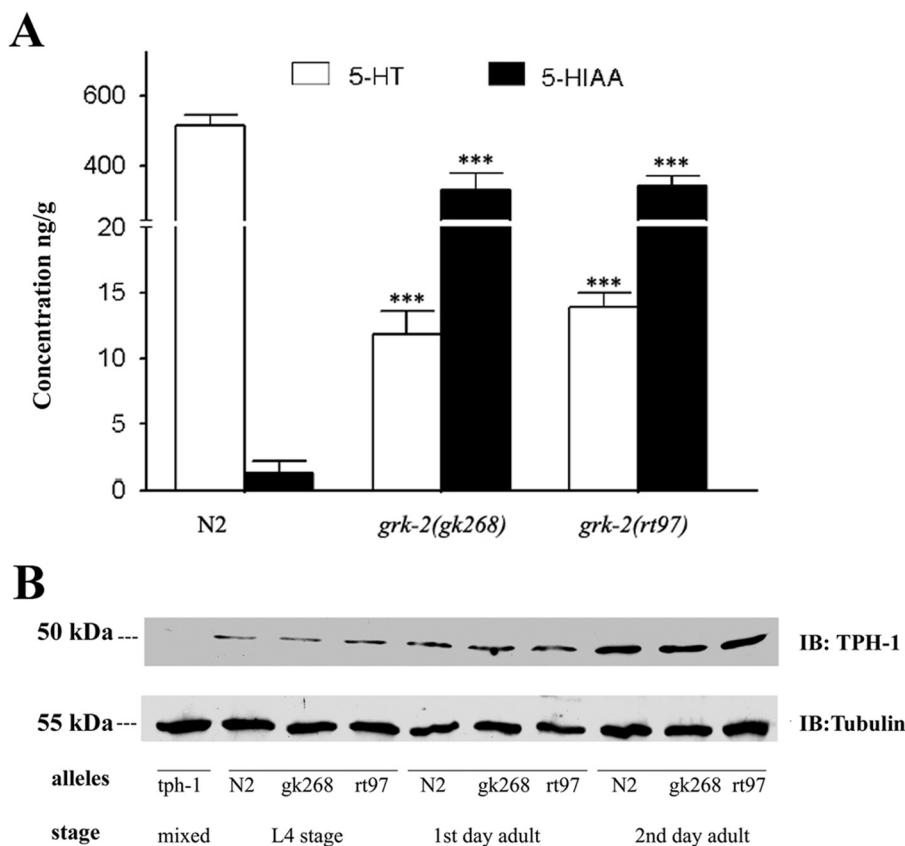 A
5-HT 5-HIAA
600
400
20
15
10
5
0
Concentration ng/g
*** ***
*** ***
N2 grk-2(gk268) grk-2(rt97)
B
50 kDa --- IB: TPH-1
55 kDa --- IB:Tubulin
alleles tph-1 N2 gk268 rt97 N2 gk268 rt97 N2 gk268 rt97
stage mixed L4 stage 1st day adult 2nd day adult